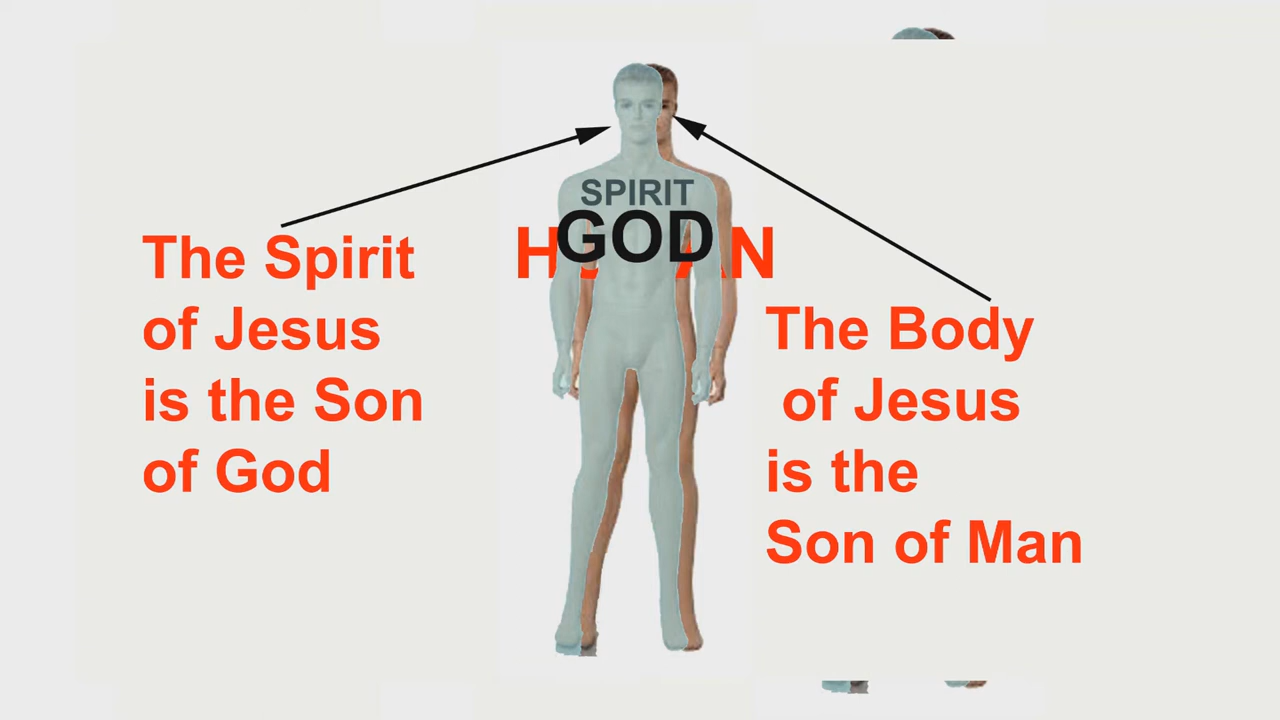 SPIRIT
GOD
The Spirit
of Jesus
is the Son
of God
The Body
of Jesus
is the
Son of Man